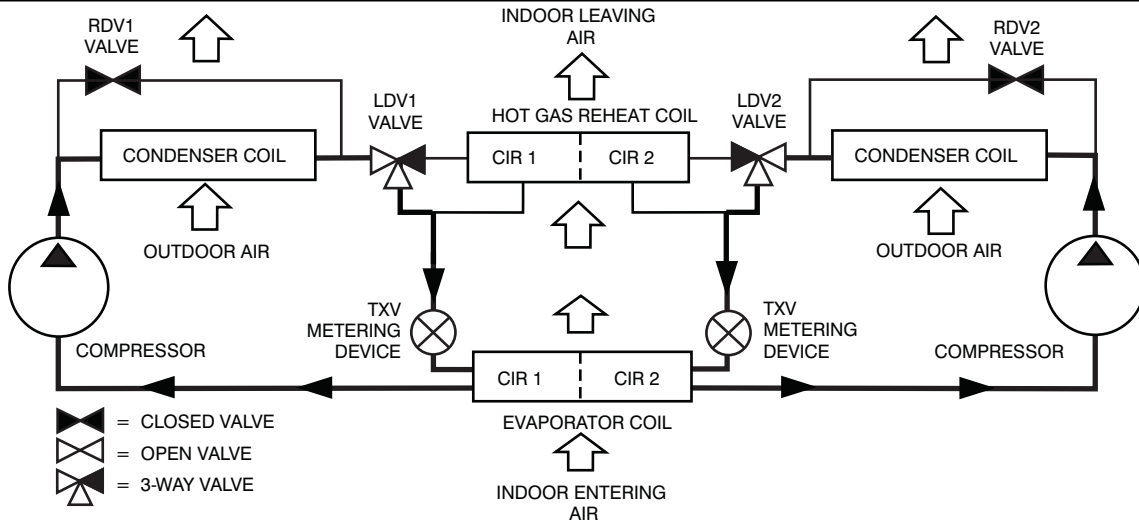 INDOOR LEAVING
AIR
RDV1
VALVE
RDV2
VALVE
LDV1
VALVE
HOT GAS REHEAT COIL
LDV2
VALVE
CONDENSER COIL
CIR 1
CIR 2
CONDENSER COIL
OUTDOOR AIR
OUTDOOR AIR
TXV
METERING
DEVICE
TXV
METERING
DEVICE
COMPRESSOR
COMPRESSOR
CIR 1
CIR 2
EVAPORATOR COIL
= CLOSED VALVE
= OPEN VALVE
= 3-WAY VALVE
INDOOR ENTERING
AIR